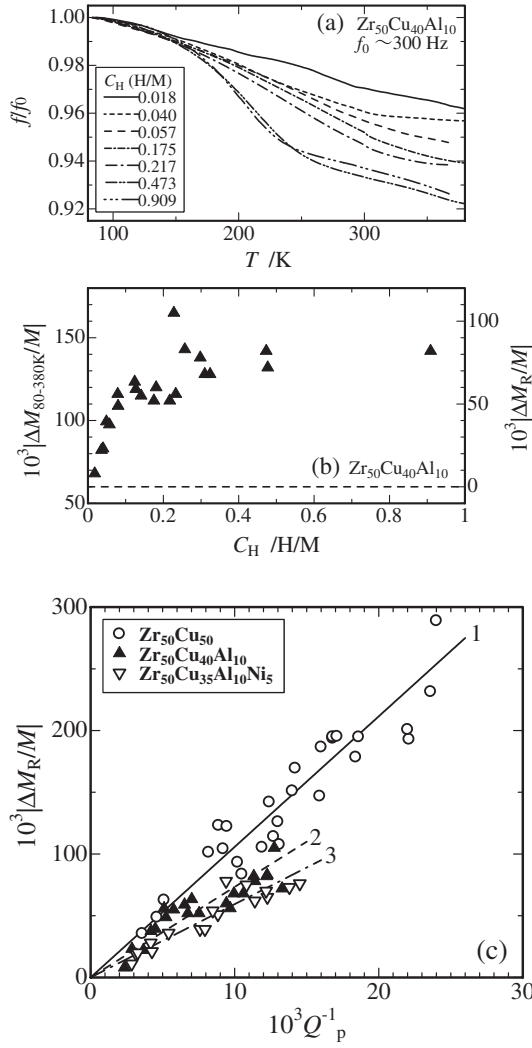 1.00
0.98
0.96
0.94
0.92
f/f0
(a)
Zr50Cu40Al10
f0 ~300 Hz
CH (H/M)
0.018
0.040
0.057
0.175
0.217
0.473
0.909
100
200
300
T /K
150
100
50
10³|ΔM80-380K/M|
100
50
0
10³|ΔMR/M|
(b)
Zr50Cu40Al10
0
0.2
0.4
0.6
0.8
1
CH /H/M
300
200
100
0
10³|ΔMR/M|
Zr50Cu50
Zr50Cu40Al10
Zr50Cu35Al10Ni5
1
2
3
(c)
0
10
20
30
10³Q⁻¹p